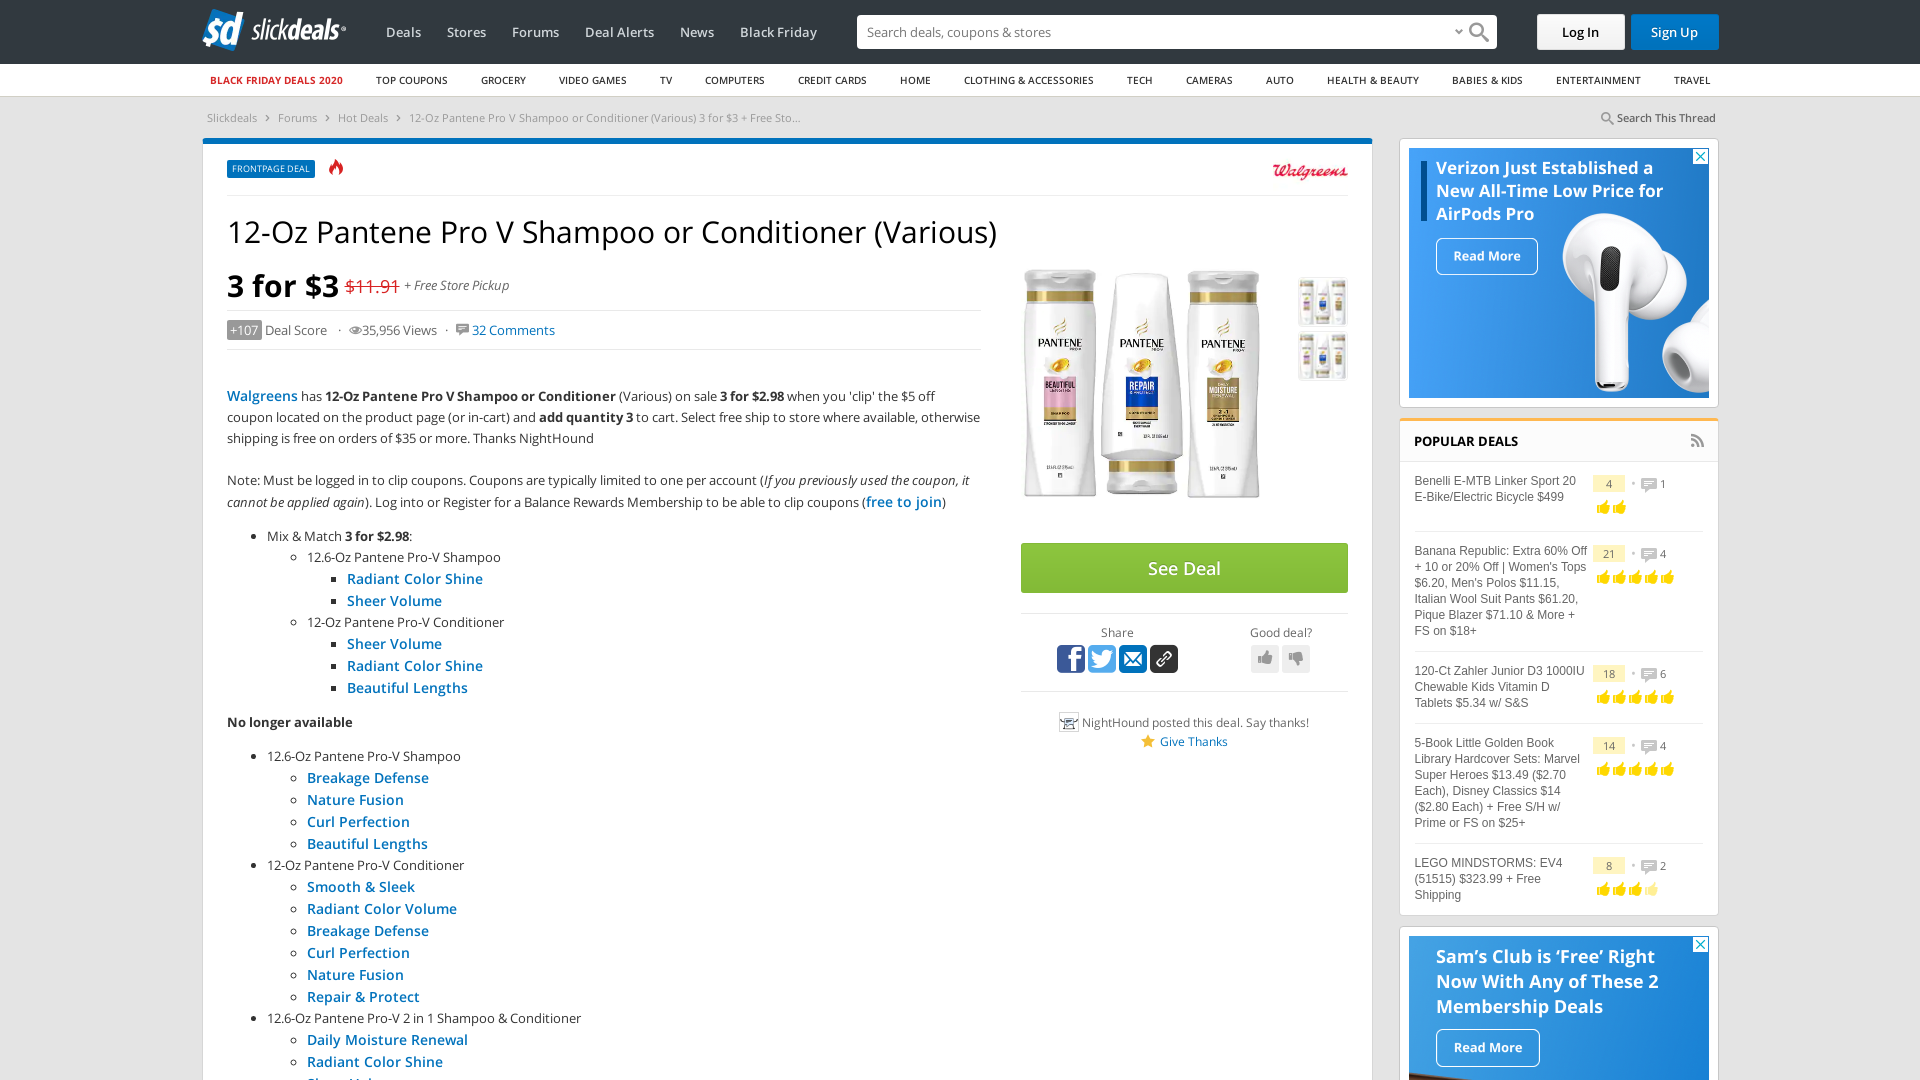 slickdeals
Deals
Stores
Forums
Deal Alerts
News
Black Friday
Search deals, coupons & stores
Log In
Sign Up
BLACK FRIDAY DEALS 2020
TOP COUPONS
GROCERY
VIDEO GAMES
TV
COMPUTERS
CREDIT CARDS
HOME
CLOTHING & ACCESSORIES
TECH
CAMERAS
AUTO
HEALTH & BEAUTY
BABIES & KIDS
ENTERTAINMENT
TRAVEL
Slickdeals › Forums › Hot Deals › 12-Oz Pantene Pro V Shampoo or Conditioner (Various) 3 for $3 + Free Sto...
Search This Thread
FRONTPAGE DEAL
Walgreens
12-Oz Pantene Pro V Shampoo or Conditioner (Various)
3 for $3 $11.91 + Free Store Pickup
+107 Deal Score · 35,956 Views · 32 Comments
Walgreens has 12-Oz Pantene Pro V Shampoo or Conditioner (Various) on sale 3 for $2.98 when you 'clip' the $5 off
coupon located on the product page (or in-cart) and add quantity 3 to cart. Select free ship to store where available, otherwise
shipping is free on orders of $35 or more. Thanks NightHound
Note: Must be logged in to clip coupons. Coupons are typically limited to one per account (If you previously used the coupon, it
cannot be applied again). Log into or Register for a Balance Rewards Membership to be able to clip coupons (free to join)
Mix & Match 3 for $2.98:
12.6-Oz Pantene Pro-V Shampoo
Radiant Color Shine
Sheer Volume
12-Oz Pantene Pro-V Conditioner
Sheer Volume
Radiant Color Shine
Beautiful Lengths
No longer available
12.6-Oz Pantene Pro-V Shampoo
Breakage Defense
Nature Fusion
Curl Perfection
Beautiful Lengths
12-Oz Pantene Pro-V Conditioner
Smooth & Sleek
Radiant Color Volume
Breakage Defense
Curl Perfection
Nature Fusion
Repair & Protect
12.6-Oz Pantene Pro-V 2 in 1 Shampoo & Conditioner
Daily Moisture Renewal
Radiant Color Shine
PANTENE
BEAUTIFUL
SHAMPOO
PANTENE
REPAIR
& PROTECT
PANTENE
DAILY
MOISTURE
RENEWAL
2 in 1
See Deal
Share
Good deal?
NightHound posted this deal. Say thanks!
Give Thanks
Verizon Just Established a
New All-Time Low Price for
AirPods Pro
Read More
POPULAR DEALS
Benelli E-MTB Linker Sport 20
E-Bike/Electric Bicycle $499
4 • 1
Banana Republic: Extra 60% Off
+ 10 or 20% Off | Women's Tops
$6.20, Men's Polos $11.15,
Italian Wool Suit Pants $61.20,
Pique Blazer $71.10 & More +
FS on $18+
21 • 4
120-Ct Zahler Junior D3 1000IU
Chewable Kids Vitamin D
Tablets $5.34 w/ S&S
18 • 6
5-Book Little Golden Book
Library Hardcover Sets: Marvel
Super Heroes $13.49 ($2.70
Each), Disney Classics $14
($2.80 Each) + Free S/H w/
Prime or FS on $25+
14 • 4
LEGO MINDSTORMS: EV4
(51515) $323.99 + Free
Shipping
8 • 2
Sam's Club is 'Free' Right
Now With Any of These 2
Membership Deals
Read More